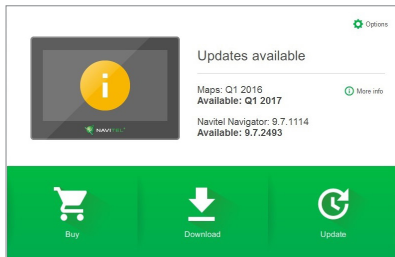 Options
Updates available
Maps: Q1 2016
Available: Q1 2017
More info
Navitel Navigator: 9.7.1114
Available: 9.7.2493
NAVITEL
Buy
Download
Update